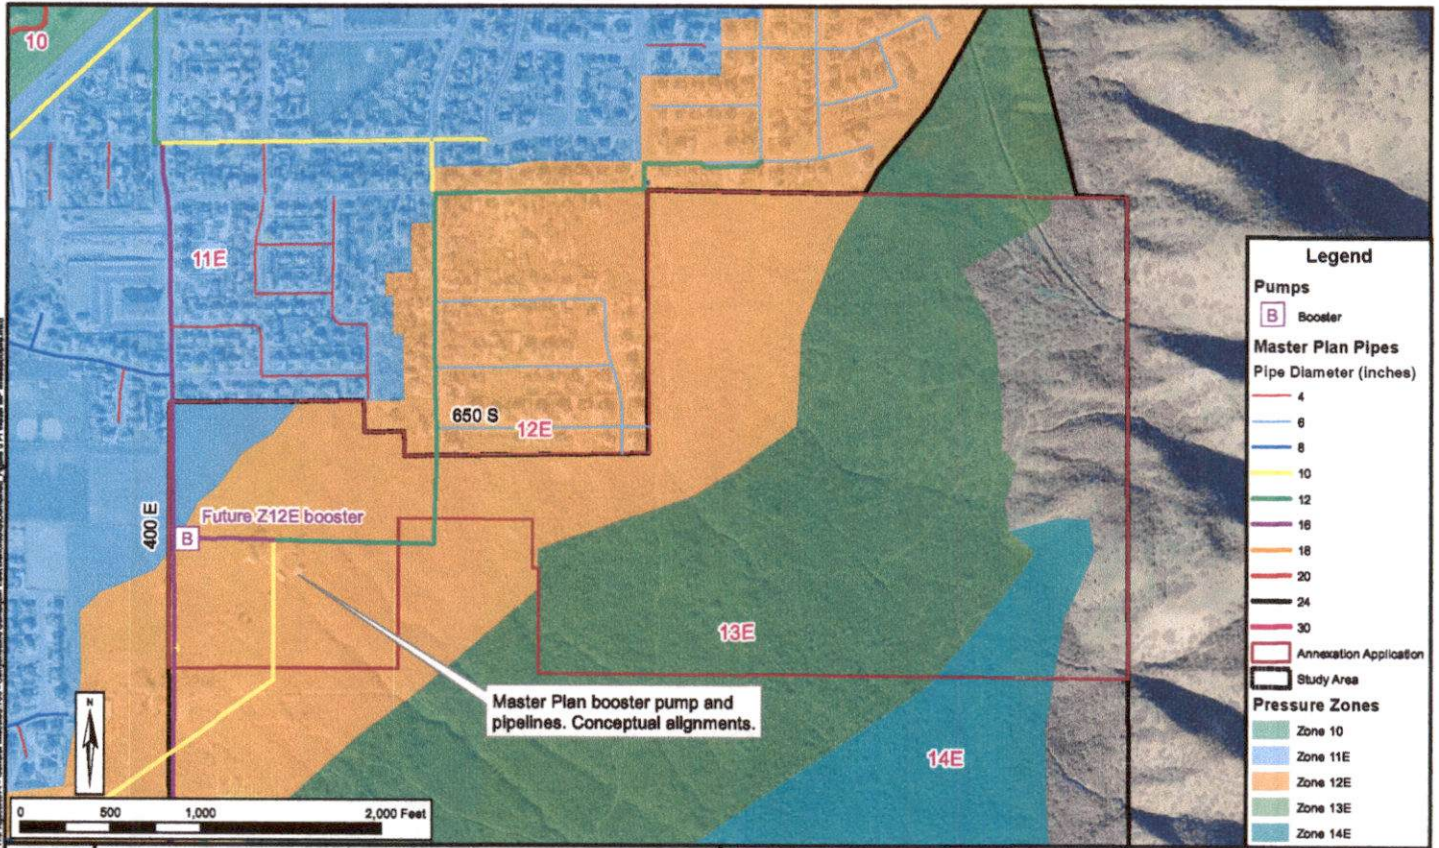 10
11E
650 S
12E
400 E
Future Z12E booster
B
13E
Master Plan booster pump and
pipelines. Conceptual alignments.
14E
N
0 500 1,000 2,000 Feet
Legend
Pumps
B Booster
Master Plan Pipes
Pipe Diameter (inches)
4
6
8
10
12
16
18
20
24
30
Annexation Application
Study Area
Pressure Zones
Zone 10
Zone 11E
Zone 12E
Zone 13E
Zone 14E